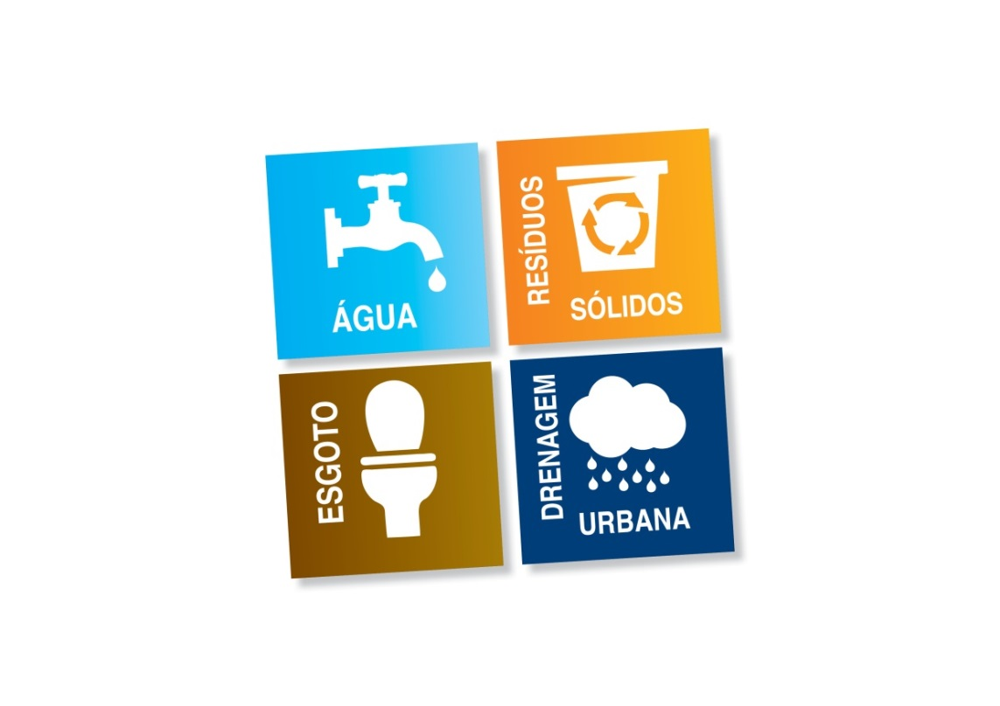 ÁGUA
RESÍDUOS
SÓLIDOS
ESGOTO
DRENAGEM
URBANA